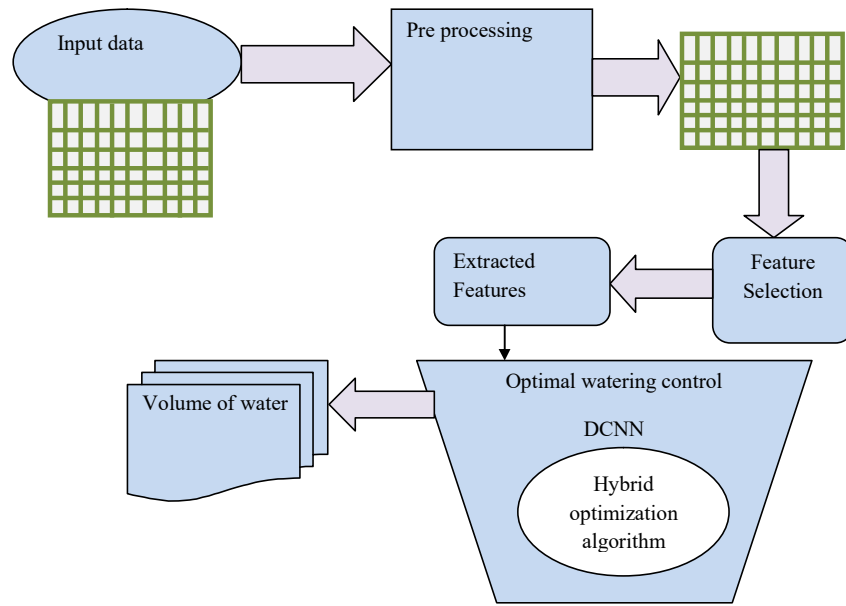 Input data
Pre processing
Feature
Selection
Extracted
Features
Optimal watering control
DCNN
Hybrid
optimization
algorithm
Volume of water